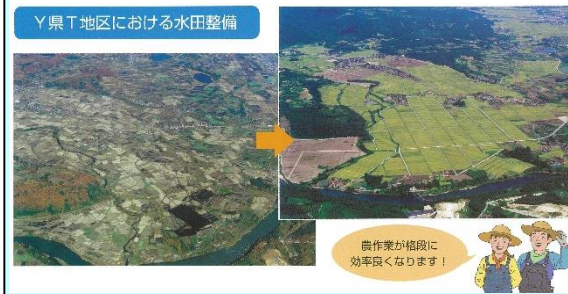 Y県T地区における水田整備
農作業が格段に
効率良くなります！